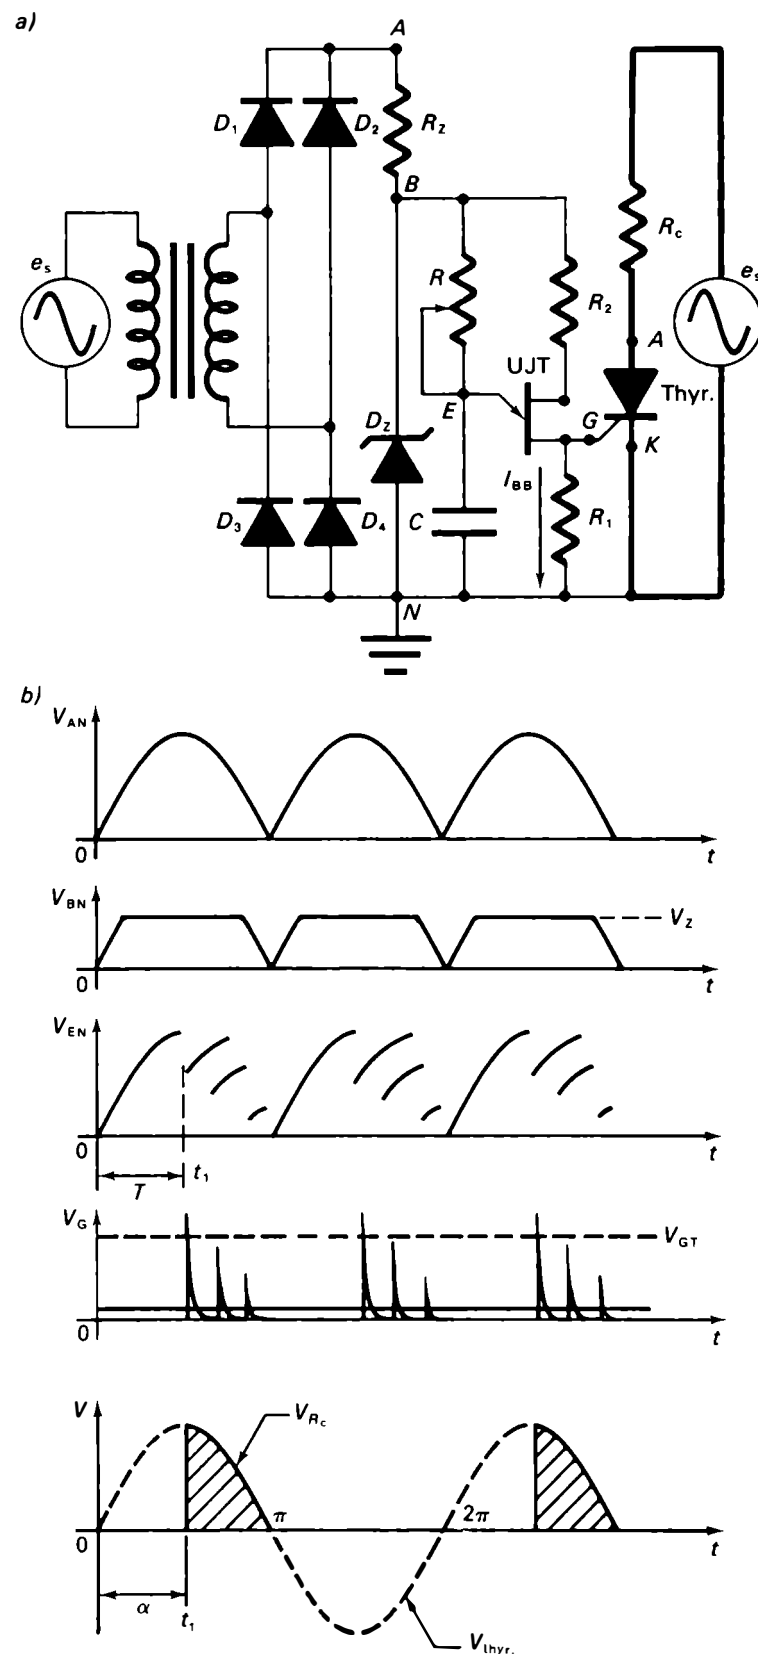 a)
A
D1 D2 Rz
B
es R R2 Rc es
UJT A
E Thyr.
Dz G K
IBB
D3 D4 C R1
N
b)
VAN
0 t
VBN
VZ
0 t
VEN
0 t
T t1
VG
VGT
0 t
V
VRc
0 π 2π t
α t1
Vthyr.